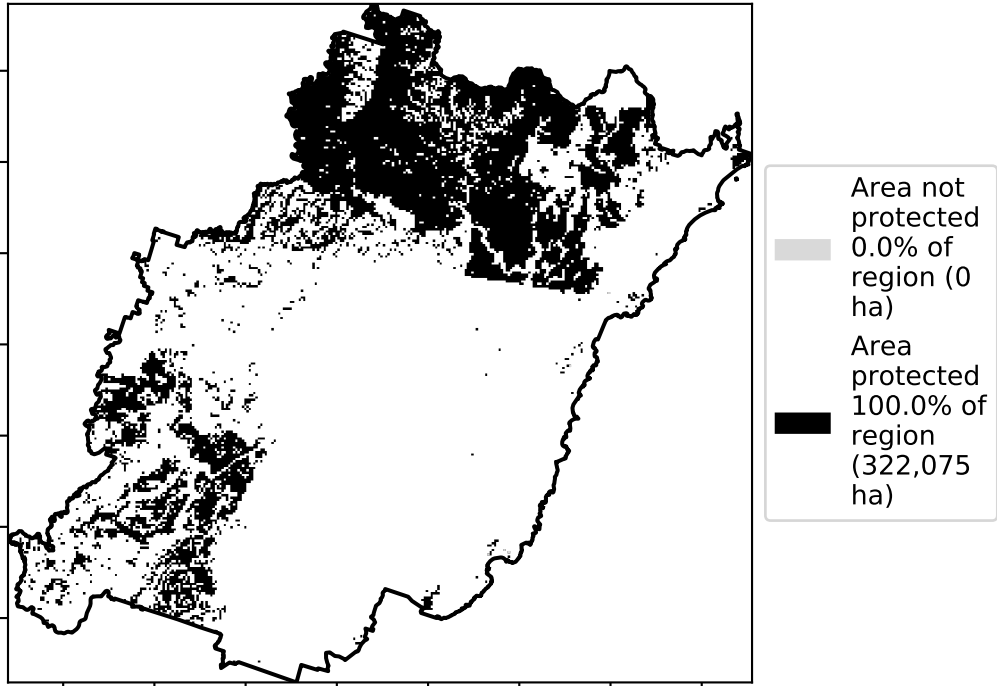 Area not
protected
0.0% of
region (0
ha)
Area
protected
100.0% of
region
(322,075
ha)